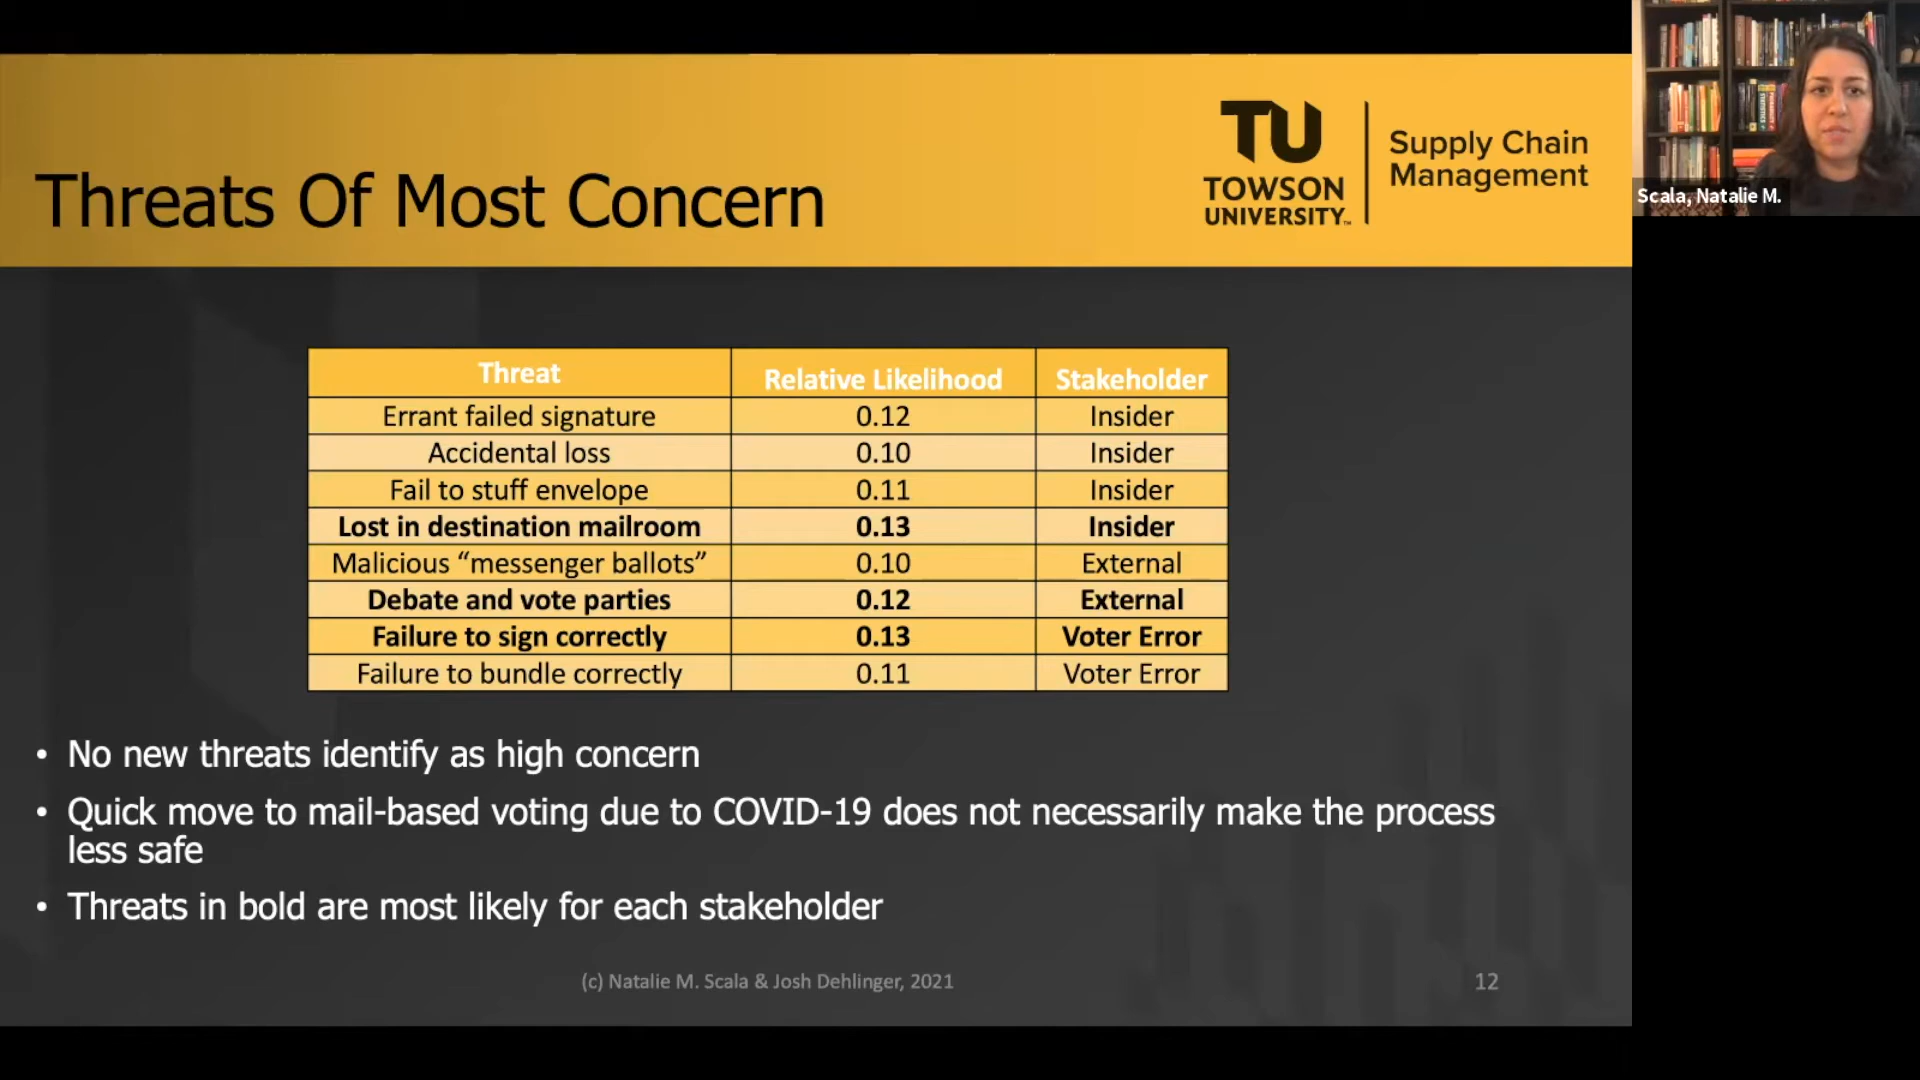 Threats Of Most Concern
TU
TOWSON
UNIVERSITY™
Supply Chain
Management
Scala, Natalie M.
Threat Relative Likelihood Stakeholder
Errant failed signature 0.12 Insider
Accidental loss 0.10 Insider
Fail to stuff envelope 0.11 Insider
Lost in destination mailroom 0.13 Insider
Malicious “messenger ballots” 0.10 External
Debate and vote parties 0.12 External
Failure to sign correctly 0.13 Voter Error
Failure to bundle correctly 0.11 Voter Error
• No new threats identify as high concern
• Quick move to mail-based voting due to COVID-19 does not necessarily make the process
less safe
• Threats in bold are most likely for each stakeholder
(c) Natalie M. Scala & Josh Dehlinger, 2021
12